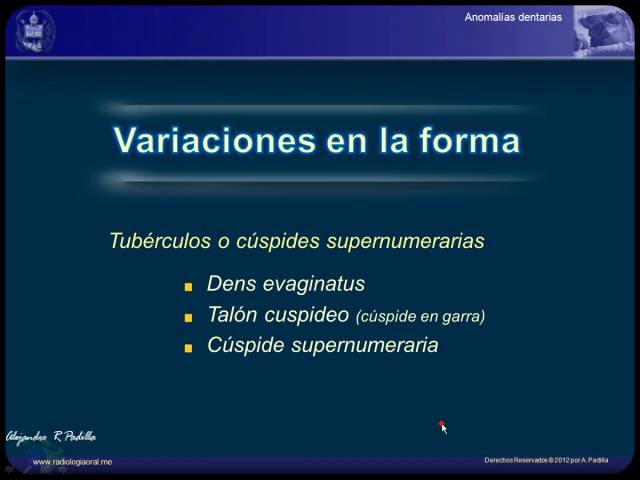 Anomalías dentarias
Variaciones en la forma
Tubérculos o cúspides supernumerarias
Dens evaginatus
Talón cuspideo (cúspide en garra)
Cúspide supernumeraria
Alejandro R Padilla
www.radiologiaoral.me
Derechos Reservados © 2012 por A. Padilla